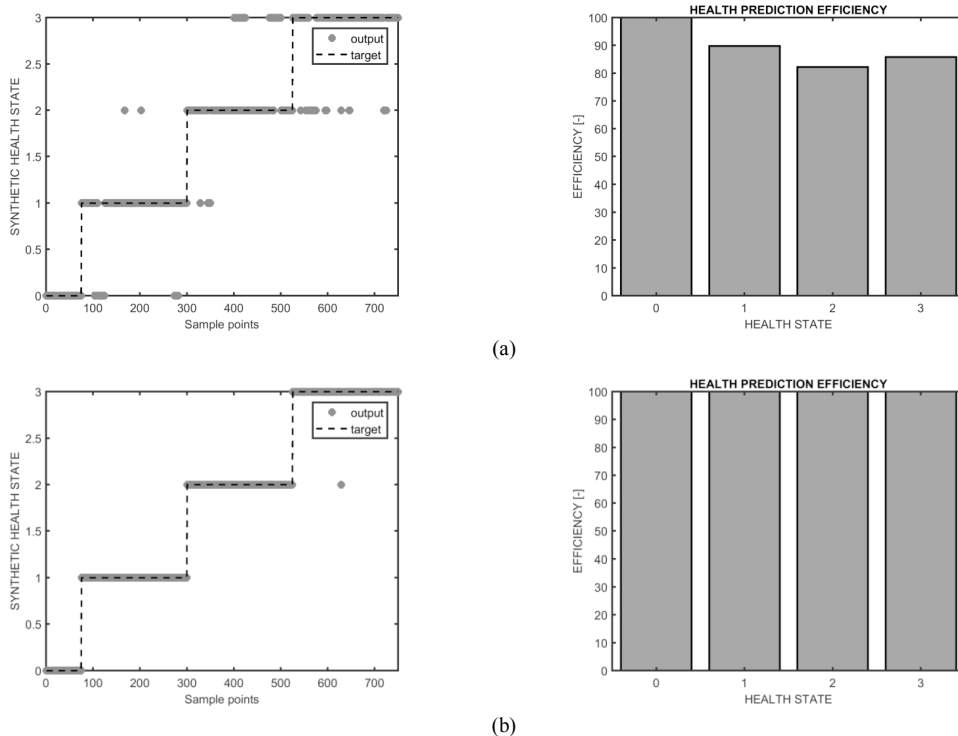 SYNTHETIC HEALTH STATE
3
2.5
2
1.5
1
0.5
0
output
target
0 100 200 300 400 500 600 700
Sample points
HEALTH PREDICTION EFFICIENCY
EFFICIENCY [-]
100
90
80
70
60
50
40
30
20
10
0
0 1 2 3
HEALTH STATE
(a)
SYNTHETIC HEALTH STATE
3
2.5
2
1.5
1
0.5
0
output
target
0 100 200 300 400 500 600 700
Sample points
HEALTH PREDICTION EFFICIENCY
EFFICIENCY [-]
100
90
80
70
60
50
40
30
20
10
0
0 1 2 3
HEALTH STATE
(b)